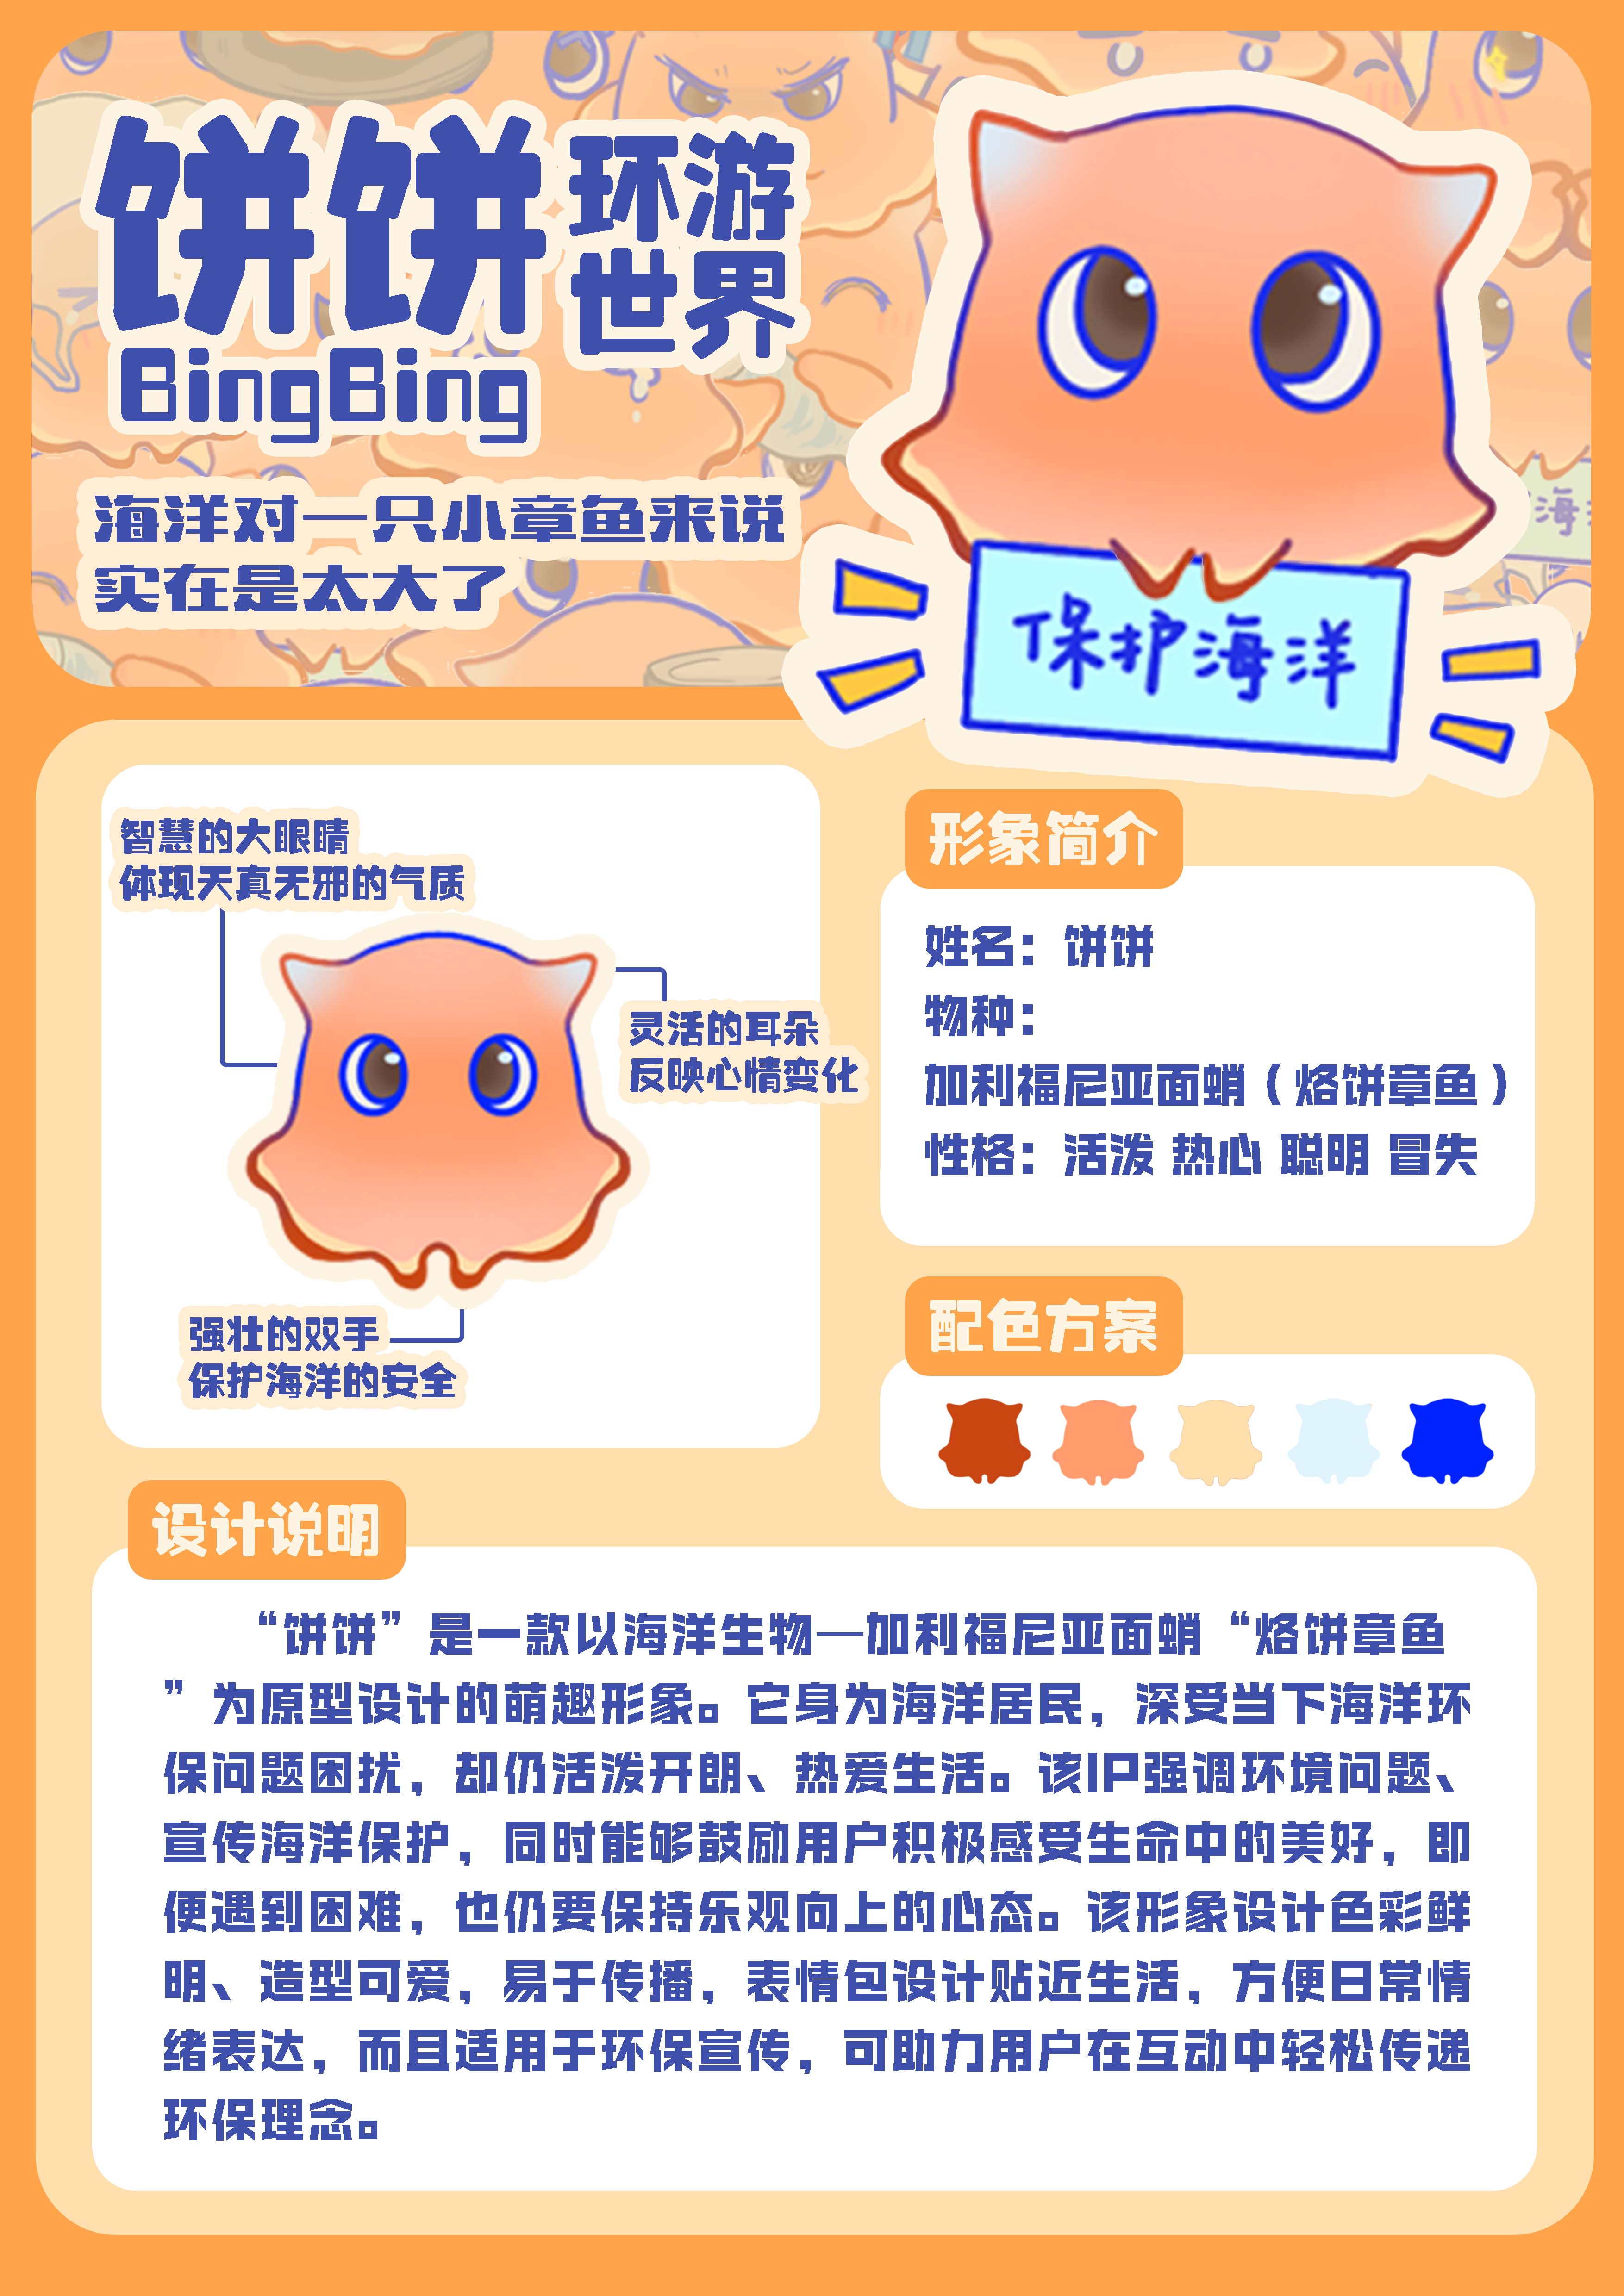 饼饼
环游
世界
BingBing
海洋对一只小章鱼来说
实在是太大了
保护海洋
海
智慧的大眼睛
体现天真无邪的气质
灵活的耳朵
反映心情变化
强壮的双手
保护海洋的安全
形象简介
姓名：饼饼
物种：
加利福尼亚面蛸（烙饼章鱼）
性格：活泼 热心 聪明 冒失
配色方案
设计说明
“饼饼”是一款以海洋生物—加利福尼亚面蛸“烙饼章鱼
”为原型设计的萌趣形象。它身为海洋居民，深受当下海洋环
保问题困扰，却仍活泼开朗、热爱生活。该IP强调环境问题、
宣传海洋保护，同时能够鼓励用户积极感受生命中的美好，即
便遇到困难，也仍要保持乐观向上的心态。该形象设计色彩鲜
明、造型可爱，易于传播，表情包设计贴近生活，方便日常情
绪表达，而且适用于环保宣传，可助力用户在互动中轻松传递
环保理念。